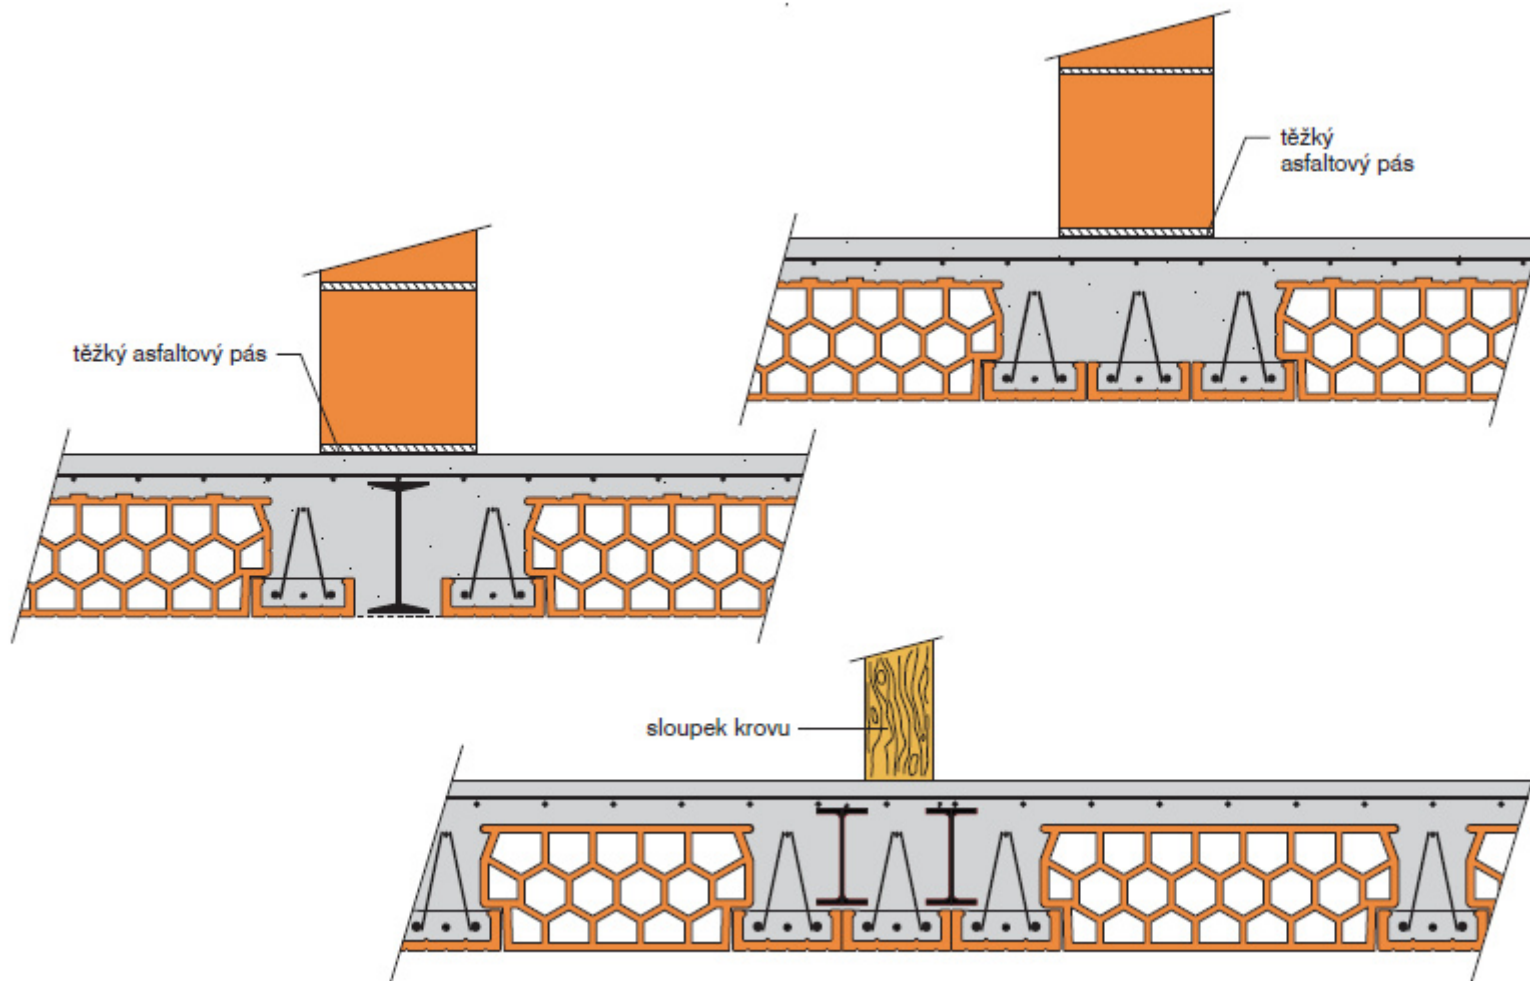 těžký
asfaltový pás
těžký asfaltový pás
sloupek krovu